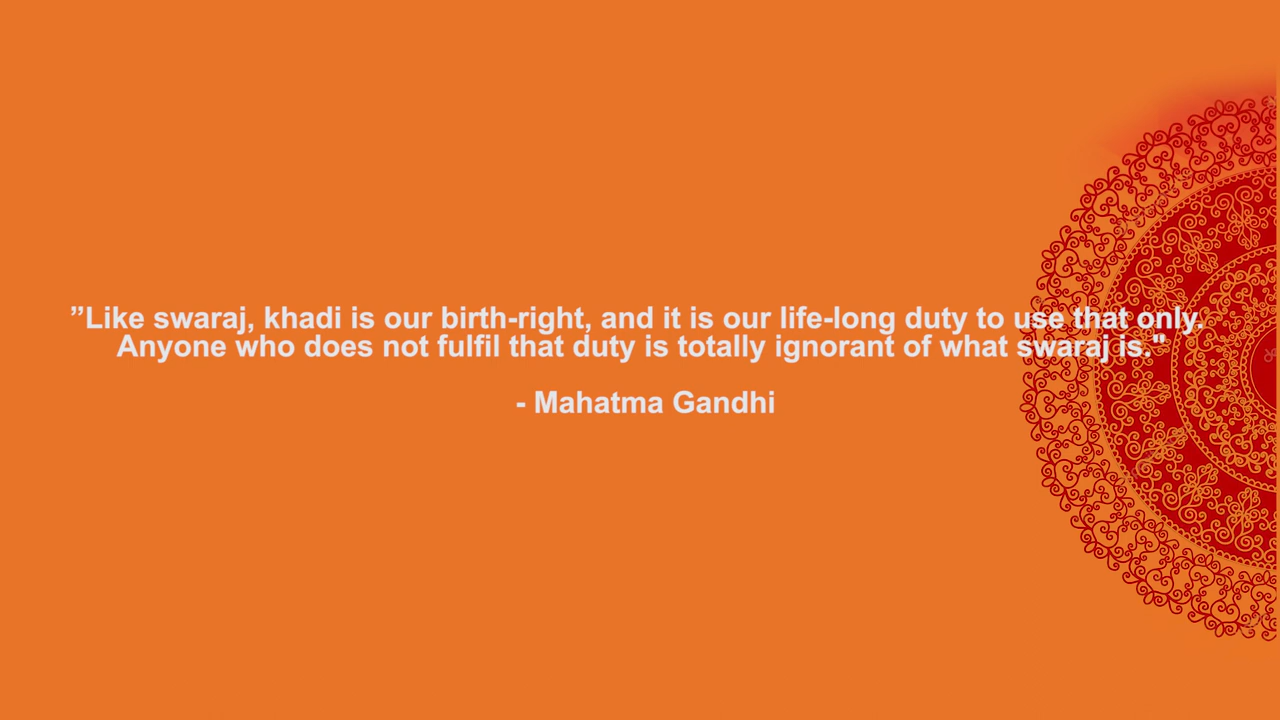 ”Like swaraj, khadi is our birth-right, and it is our life-long duty to use that only.
Anyone who does not fulfil that duty is totally ignorant of what swaraj is."
- Mahatma Gandhi